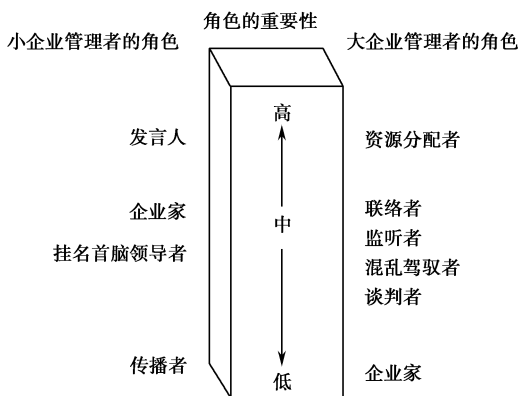 角色的重要性
小企业管理者的角色
大企业管理者的角色
高
发言人
资源分配者
企业家
联络者
中
监听者
挂名首脑领导者
混乱驾驭者
谈判者
传播者
企业家
低